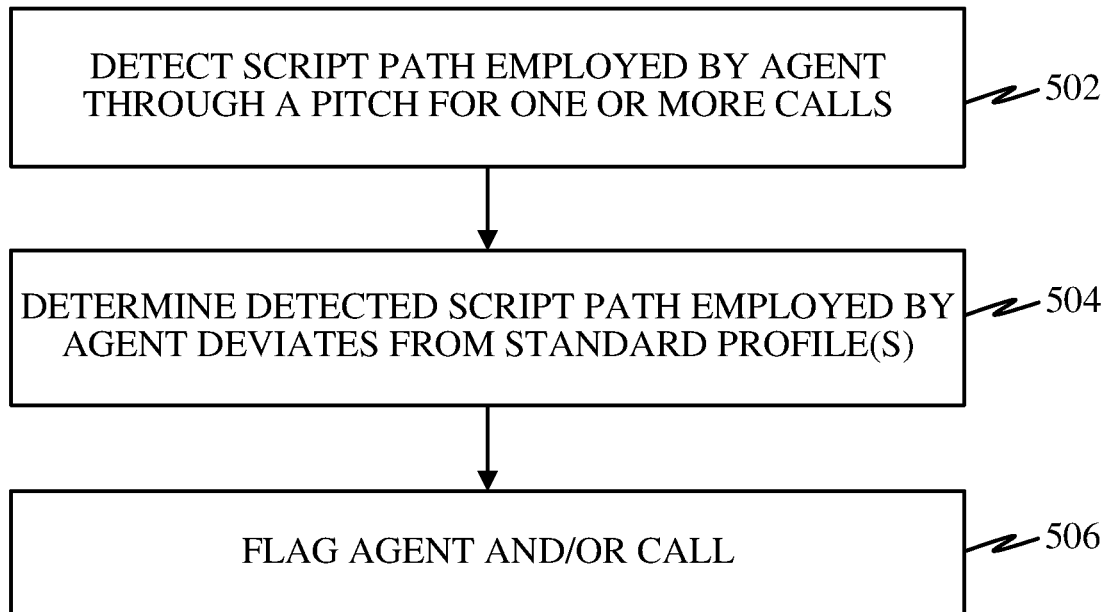 DETECT SCRIPT PATH EMPLOYED BY AGENT
THROUGH A PITCH FOR ONE OR MORE CALLS
502
DETERMINE DETECTED SCRIPT PATH EMPLOYED BY
AGENT DEVIATES FROM STANDARD PROFILE(S)
504
FLAG AGENT AND/OR CALL
506